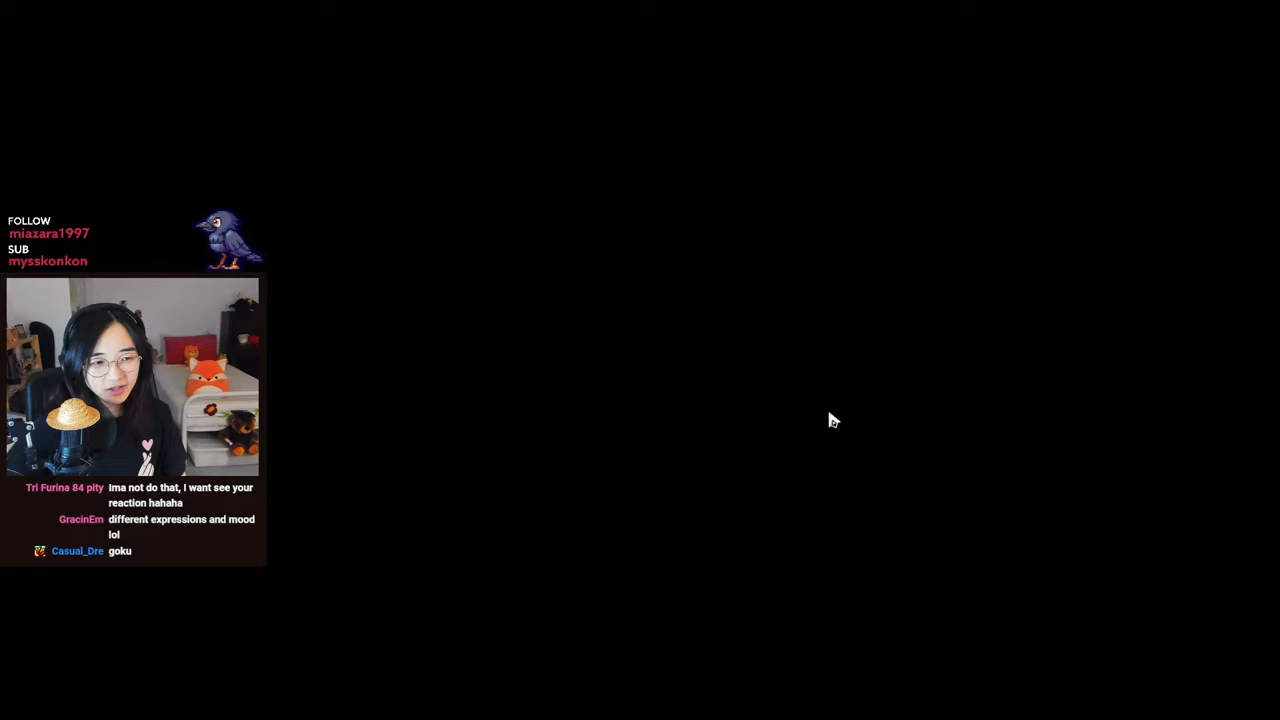 FOLLOW
miazara1997
SUB
mysskonkon
Tri Furina 84 pity Ima not do that, I want see your
reaction hahaha
GracinEm different expressions and mood
lol
Casual_Dre goku